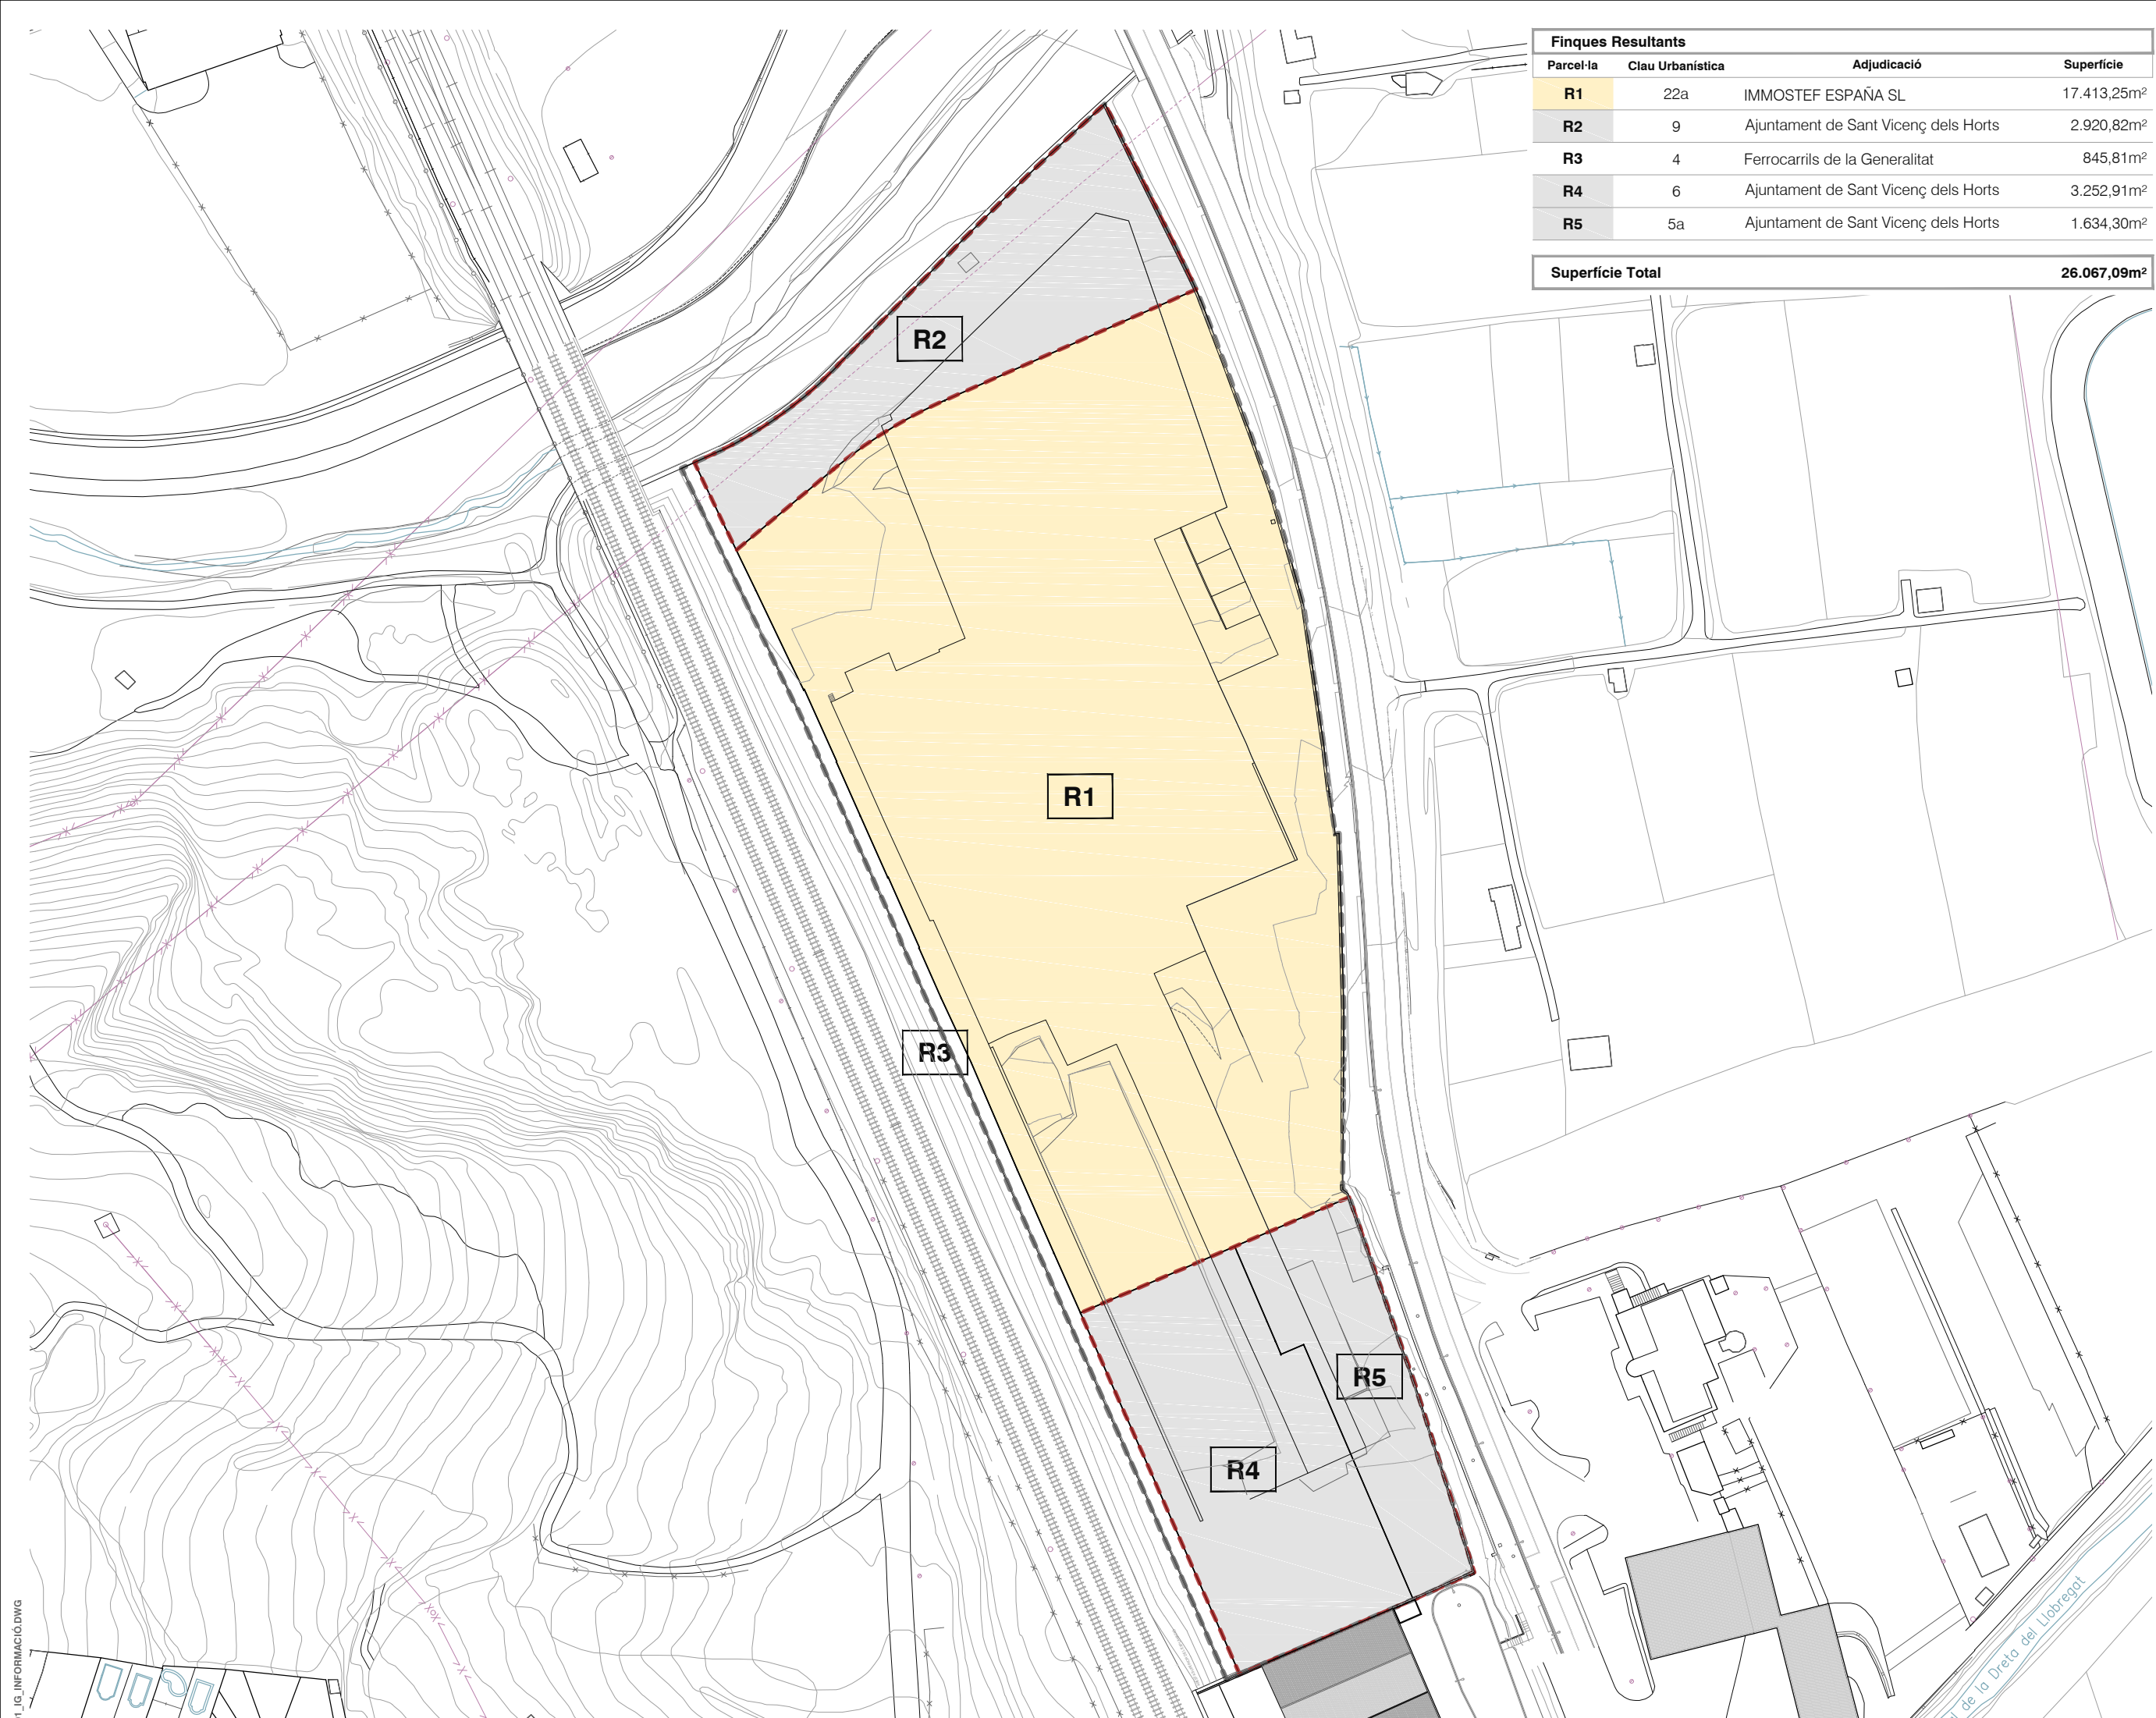 Finques Resultants
Parcel·la Clau Urbanística Adjudicació Superfície
R1 22a IMMOSTEF ESPAÑA SL 17.413,25m²
R2 9 Ajuntament de Sant Vicenç dels Horts 2.920,82m²
R3 4 Ferrocarrils de la Generalitat 845,81m²
R4 6 Ajuntament de Sant Vicenç dels Horts 3.252,91m²
R5 5a Ajuntament de Sant Vicenç dels Horts 1.634,30m²
Superfície Total 26.067,09m²
R2
R1
R3
R5
R4
de la Dreta del Llobregat
1_IG_INFORMACIÓ.DWG